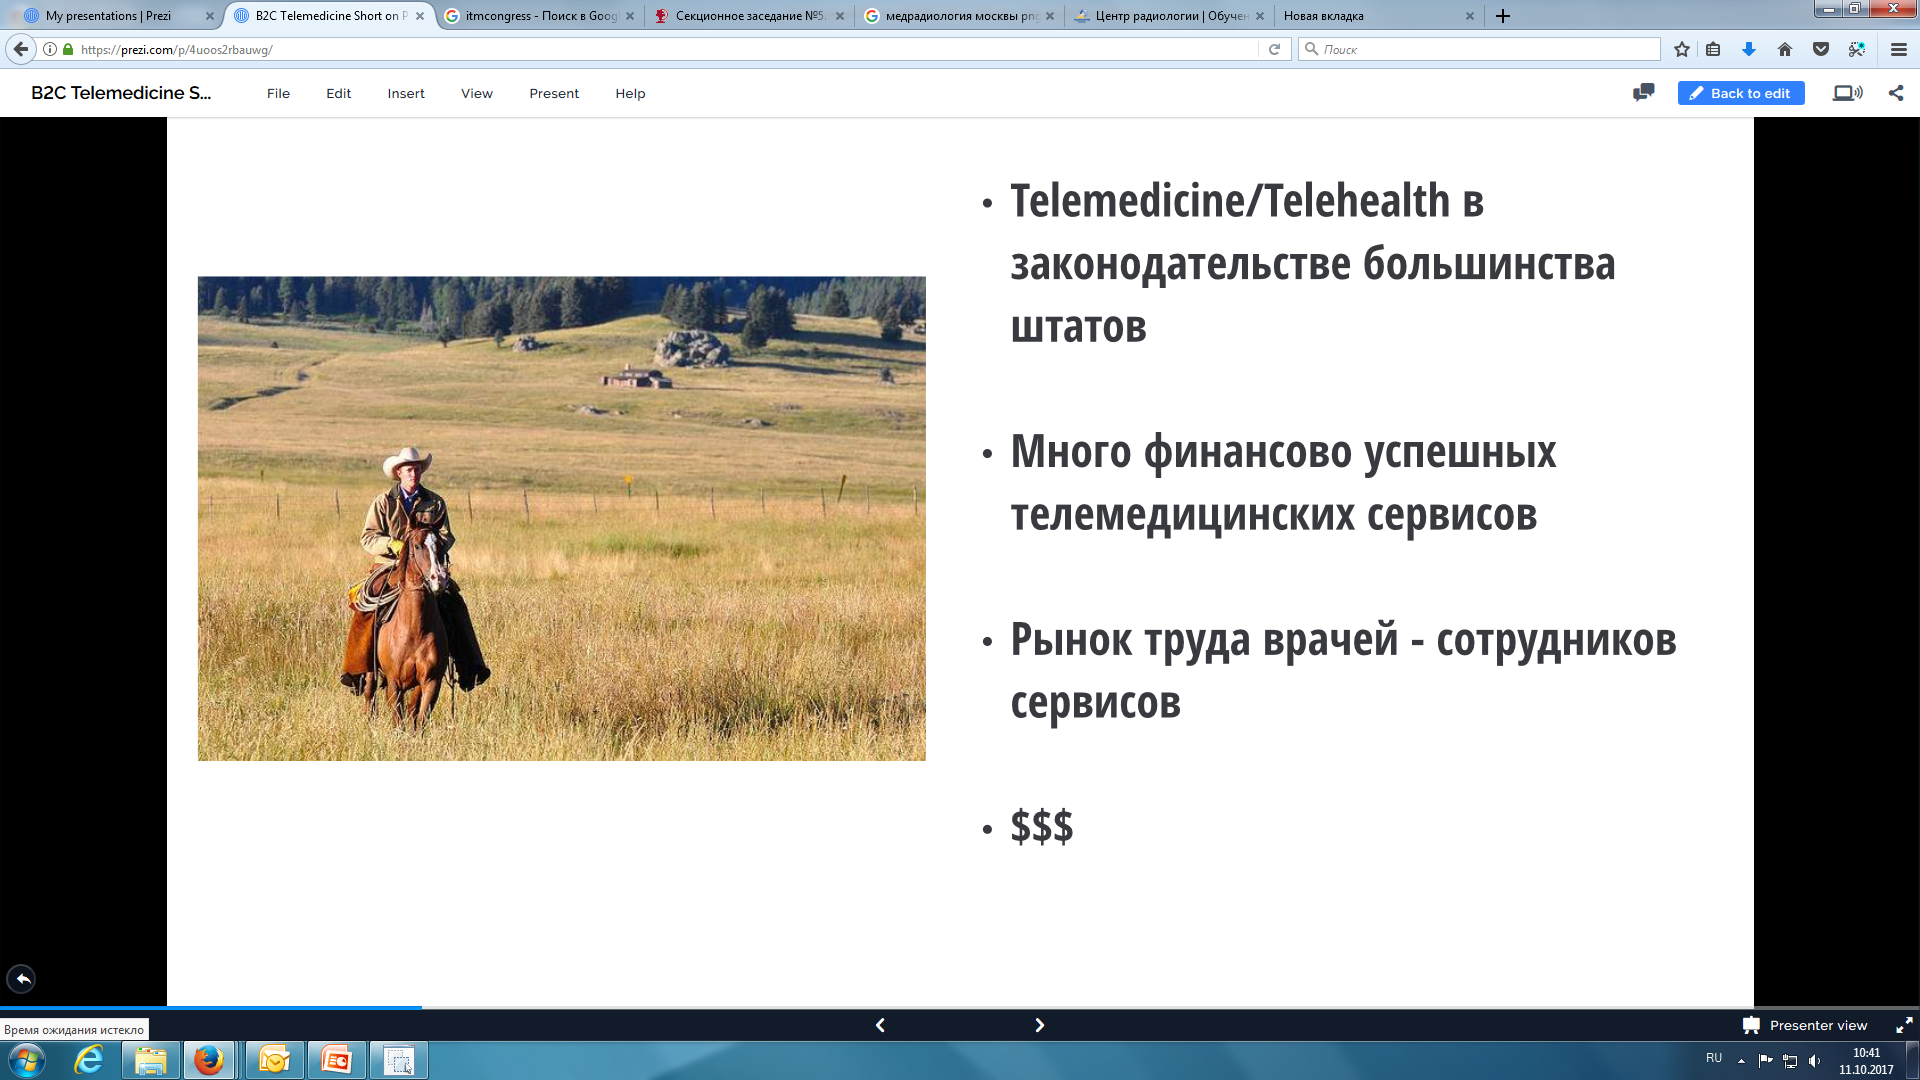 My presentations | Prezi
B2C Telemedicine Short on P
itmcongress - Поиск в Goog
Секционное заседание №5.
медрадиология москвы png
Центр радиологии | Обучен
Новая вкладка
https://prezi.com/p/4uoos2rbauwg/
Поиск
B2C Telemedicine S...
File
Edit
Insert
View
Present
Help
Back to edit
• Telemedicine/Telehealth в
законодательстве большинства
штатов
• Много финансово успешных
телемедицинских сервисов
• Рынок труда врачей - сотрудников
сервисов
• $$$
Время ожидания истекло
Presenter view
RU
10:41
11.10.2017